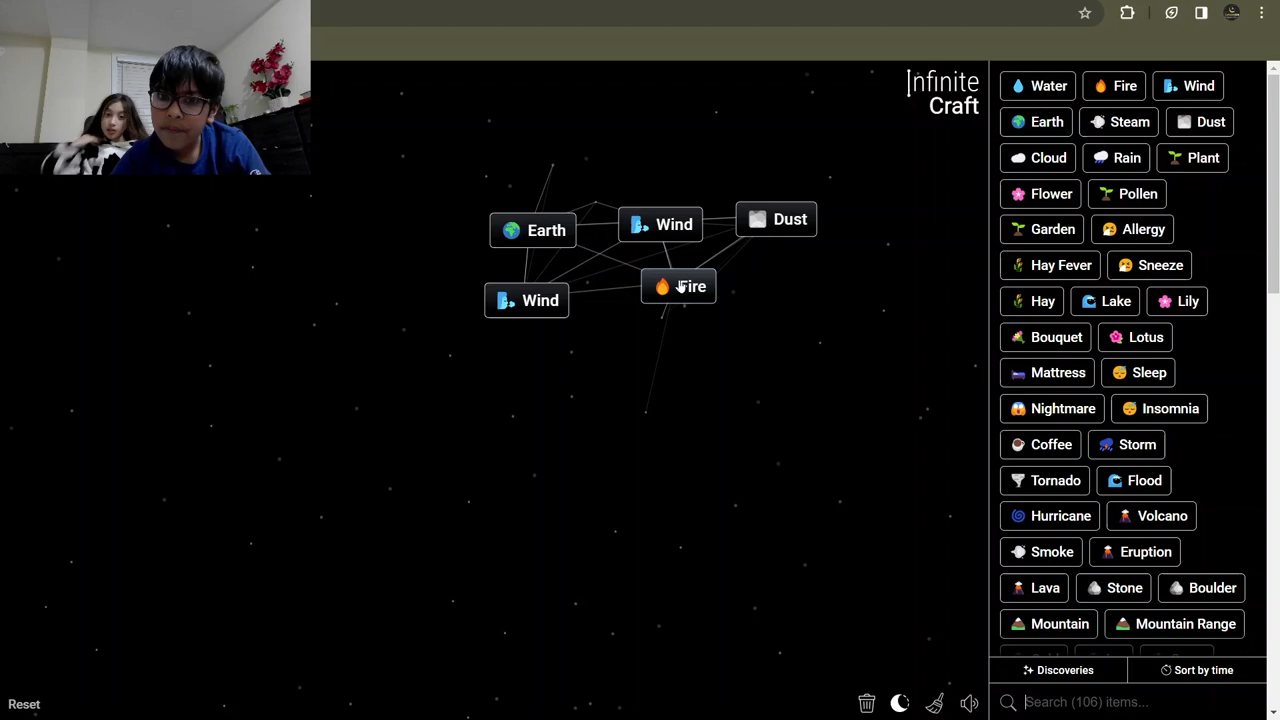 Infinite
Craft
Earth
Wind
Dust
Wind
Fire
Water Fire Wind
Earth Steam Dust
Cloud Rain Plant
Flower Pollen
Garden Allergy
Hay Fever Sneeze
Hay Lake Lily
Bouquet Lotus
Mattress Sleep
Nightmare Insomnia
Coffee Storm
Tornado Flood
Hurricane Volcano
Smoke Eruption
Lava Stone Boulder
Mountain Mountain Range
Discoveries Sort by time
Search (106) items...
Reset